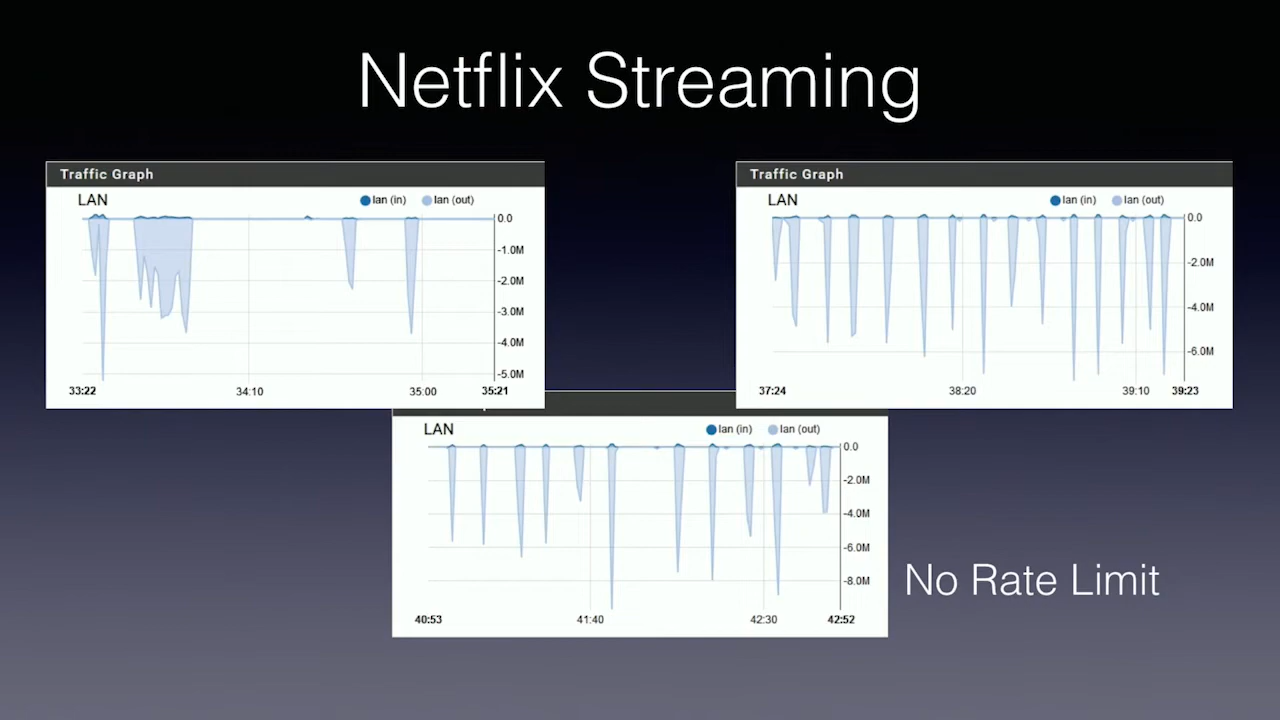 Netflix Streaming
Traffic Graph
LAN
lan (in) lan (out)
0.0
-1.0M
-2.0M
-3.0M
-4.0M
-5.0M
33:22 34:10 35:00 35:21
Traffic Graph
LAN
lan (in) lan (out)
0.0
-2.0M
-4.0M
-6.0M
37:24 38:20 39:10 39:23
LAN
lan (in) lan (out)
0.0
-2.0M
-4.0M
-6.0M
-8.0M
40:53 41:40 42:30 42:52
No Rate Limit